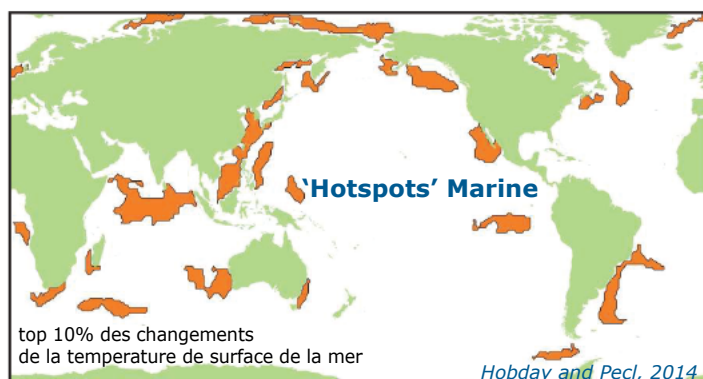 ‘Hotspots’ Marine
top 10% des changements
de la temperature de surface de la mer
Hobday and Pecl, 2014